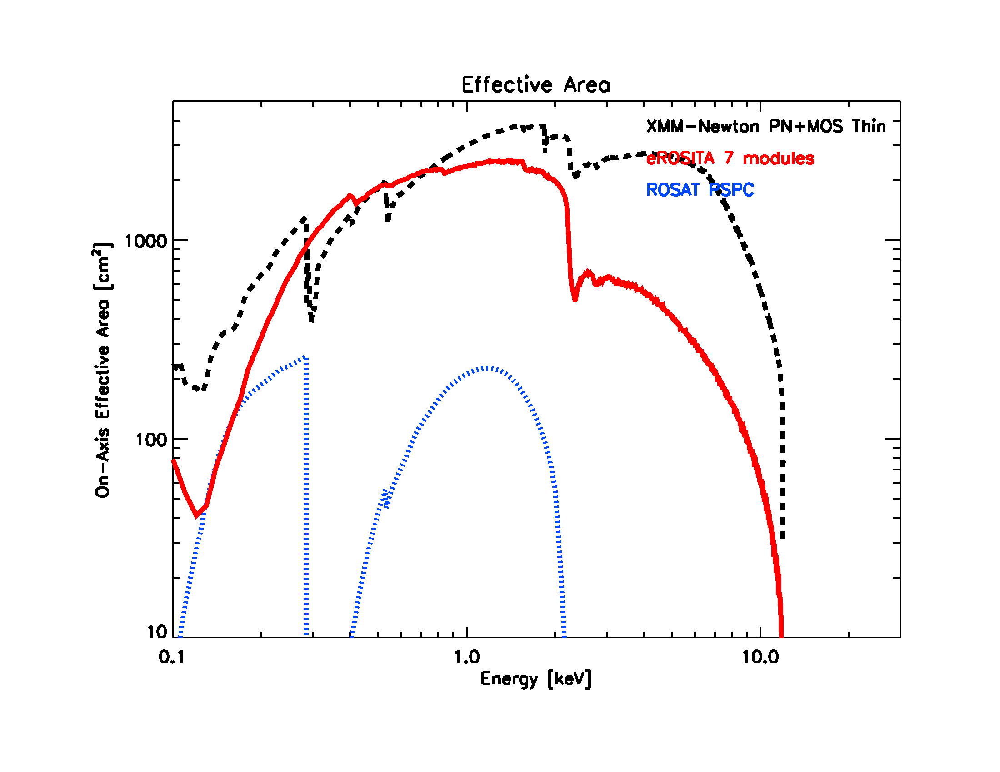 Effective Area
XMM-Newton PN+MOS Thin
eROSITA 7 modules
ROSAT PSPC
On-Axis Effective Area [cm²]
1000
100
10
0.1
1.0
10.0
Energy [keV]